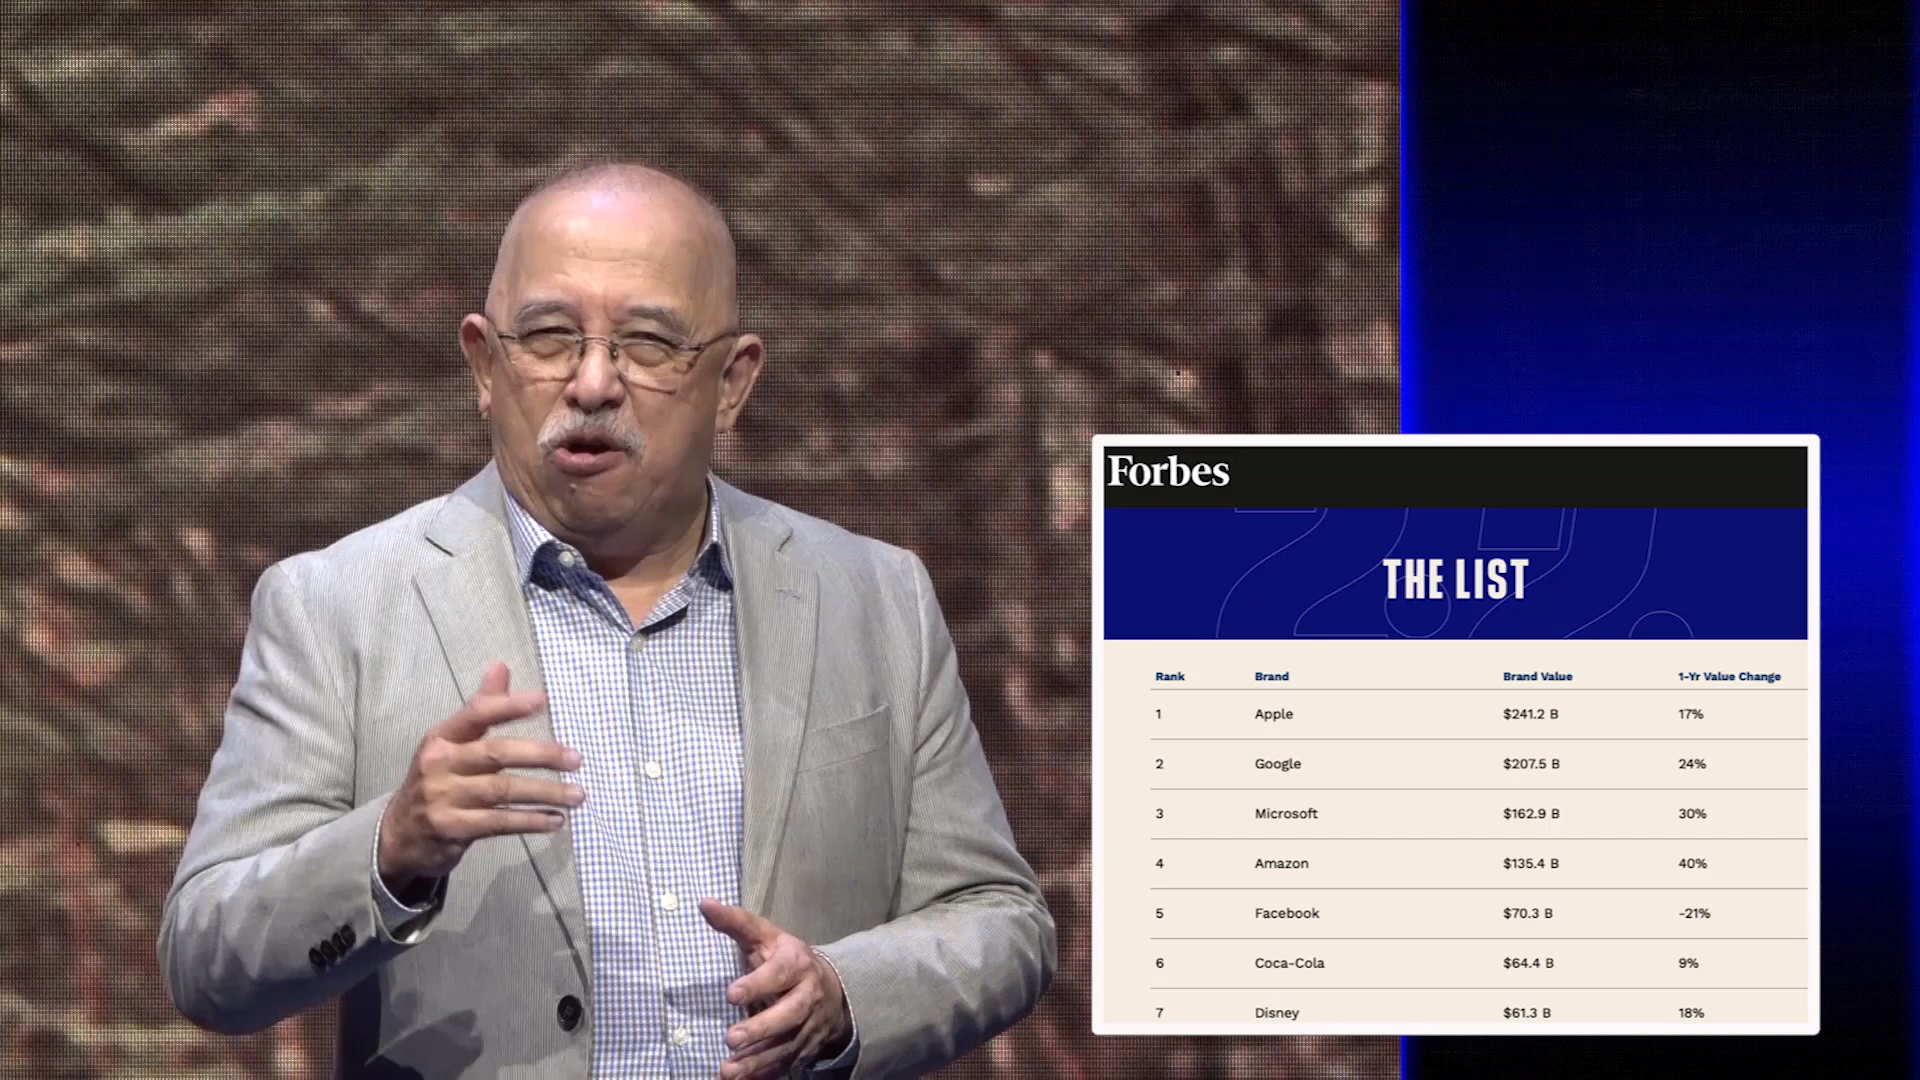 Forbes
THE LIST
Rank Brand Brand Value 1-Yr Value Change
1 Apple $241.2 B 17%
2 Google $207.5 B 24%
3 Microsoft $162.9 B 30%
4 Amazon $135.4 B 40%
5 Facebook $70.3 B -21%
6 Coca-Cola $64.4 B 9%
7 Disney $61.3 B 18%